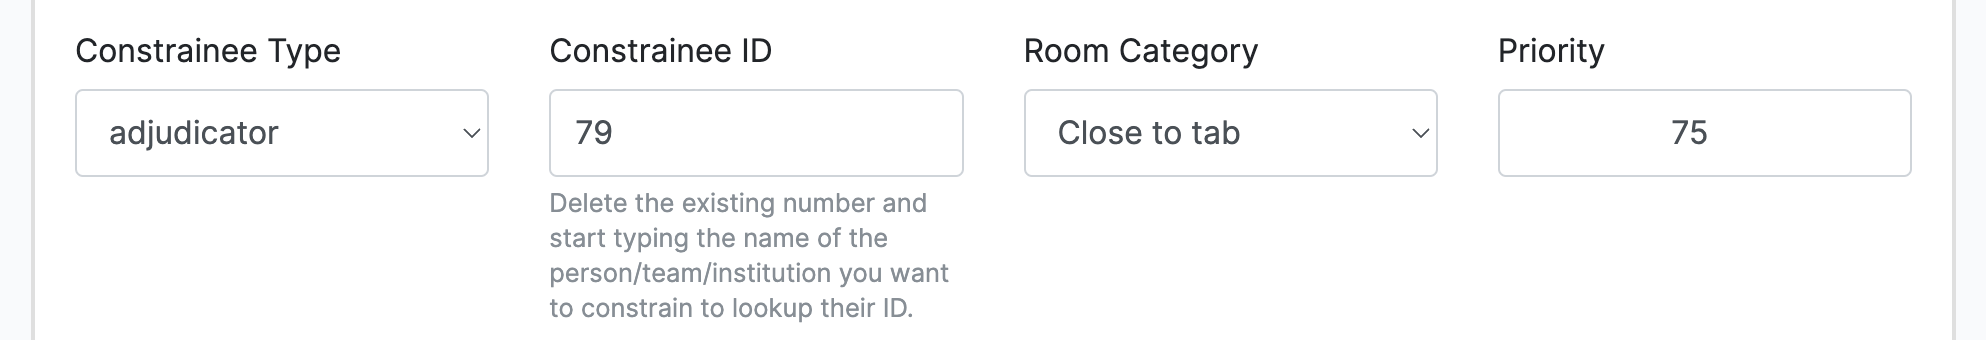 Constrainee Type
Constrainee ID
Room Category
Priority
adjudicator
79
Close to tab
75
Delete the existing number and
start typing the name of the
person/team/institution you want
to constrain to lookup their ID.